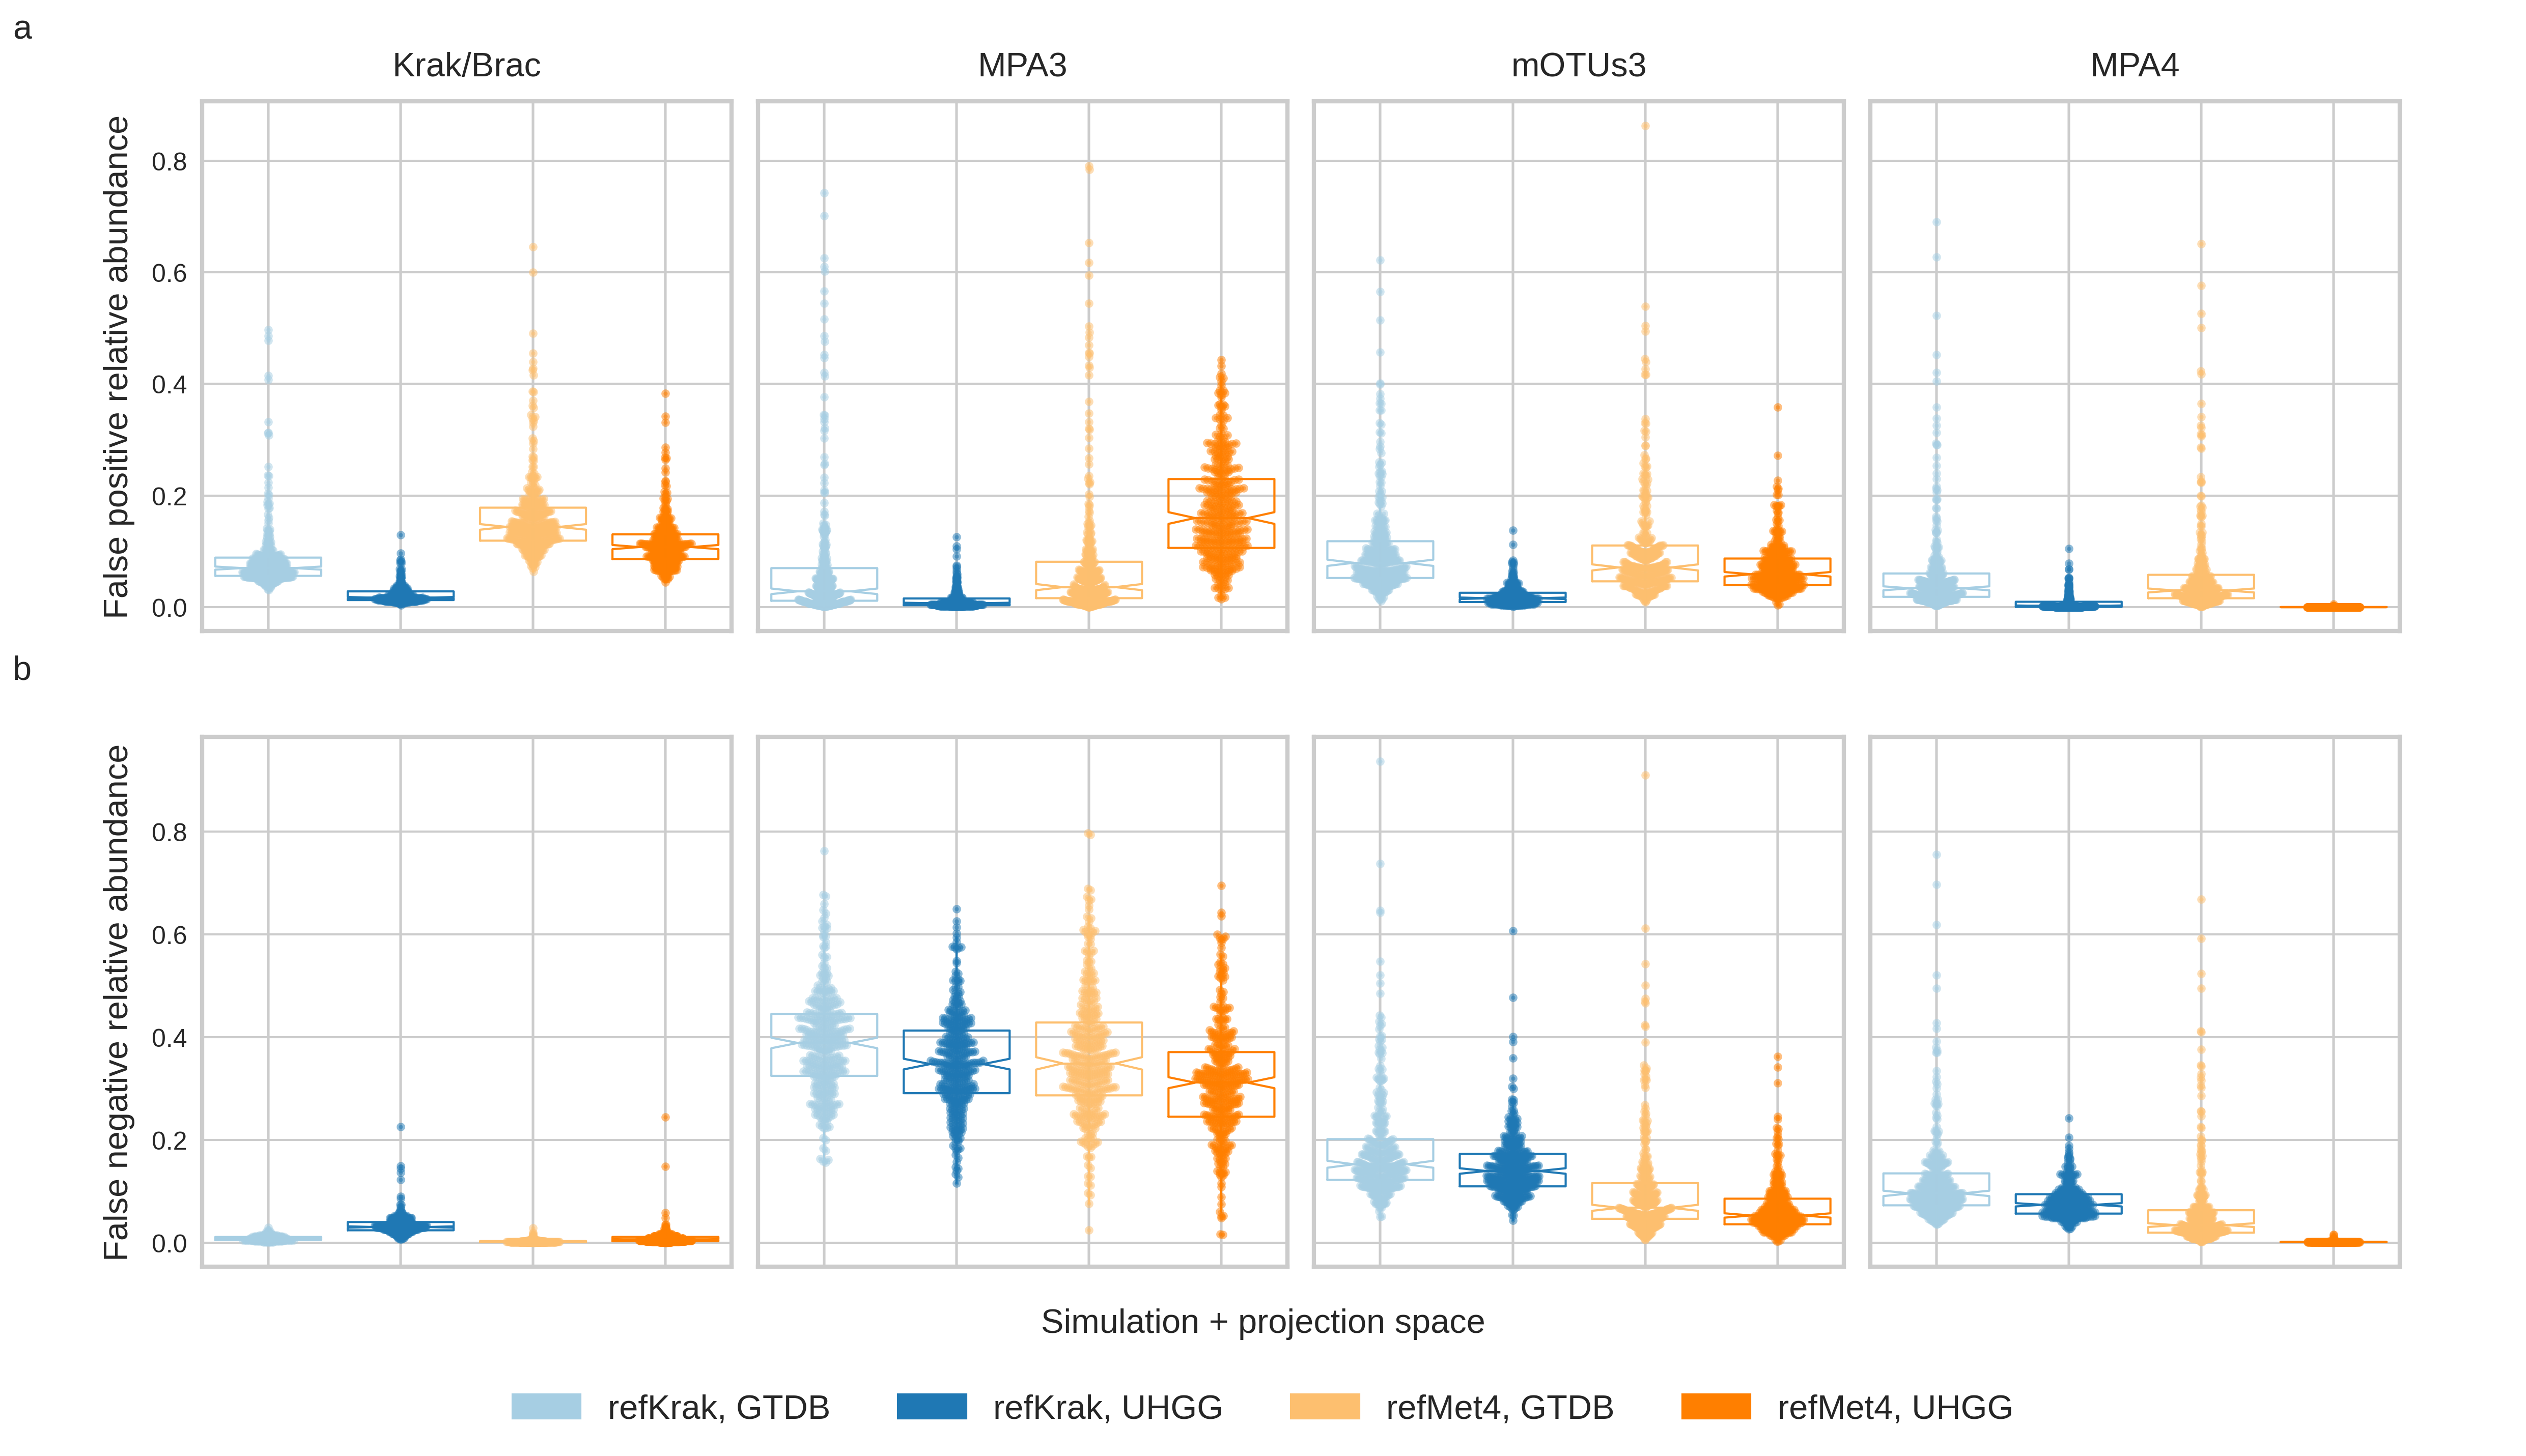 a
Krak/Brac MPA3 mOTUs3 MPA4
False positive relative abundance
0.8
0.6
0.4
0.2
0.0
b
False negative relative abundance
0.8
0.6
0.4
0.2
0.0
Simulation + projection space
refKrak, GTDB refKrak, UHGG refMet4, GTDB refMet4, UHGG